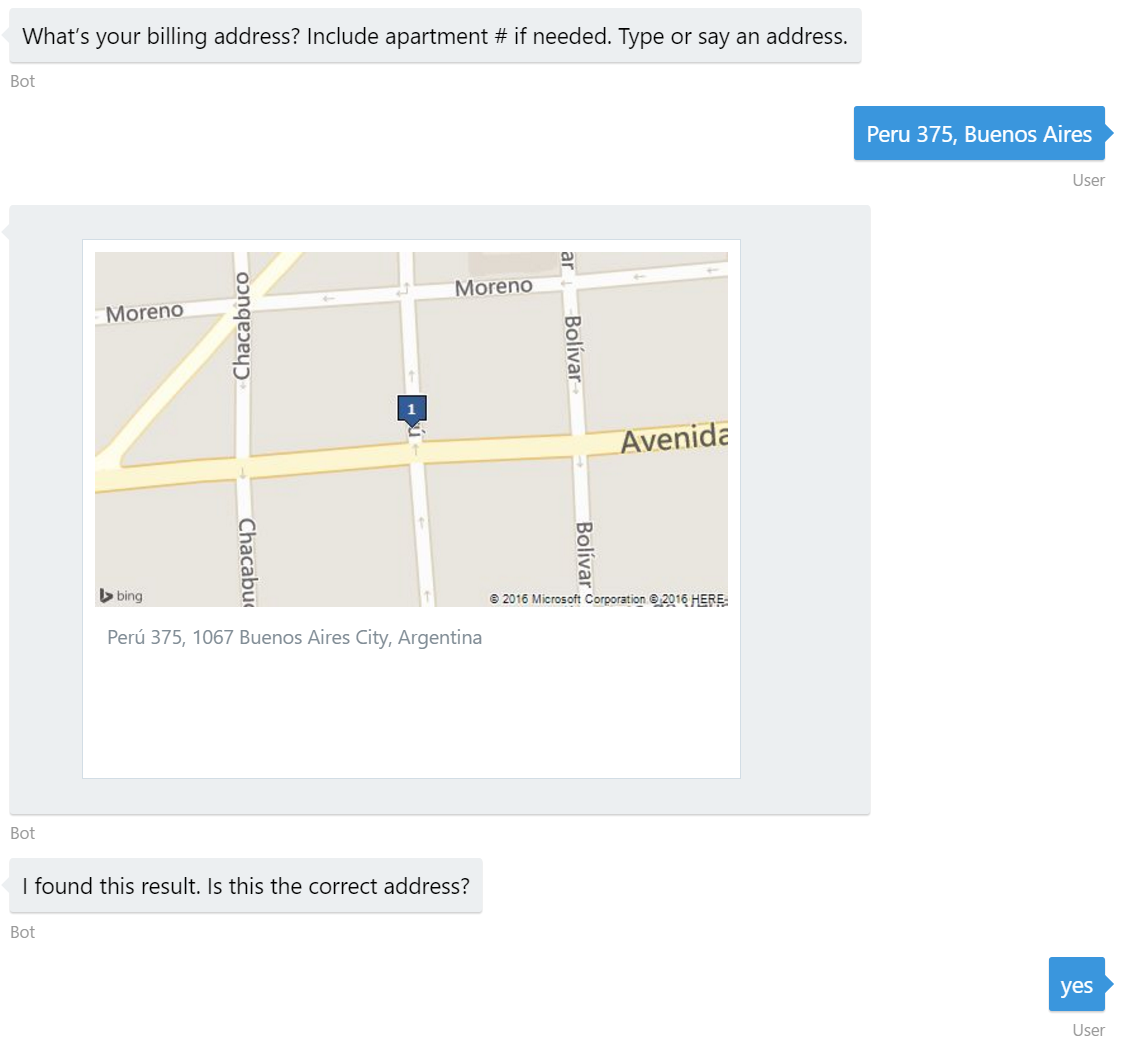 What's your billing address? Include apartment # if needed. Type or say an address.
Bot
Peru 375, Buenos Aires
User
Moreno
Chacabuco
Moreno
Bolívar
1
Avenida
Bolívar
bing
© 2016 Microsoft Corporation © 2016 HERE
Perú 375, 1067 Buenos Aires City, Argentina
Bot
I found this result. Is this the correct address?
Bot
yes
User